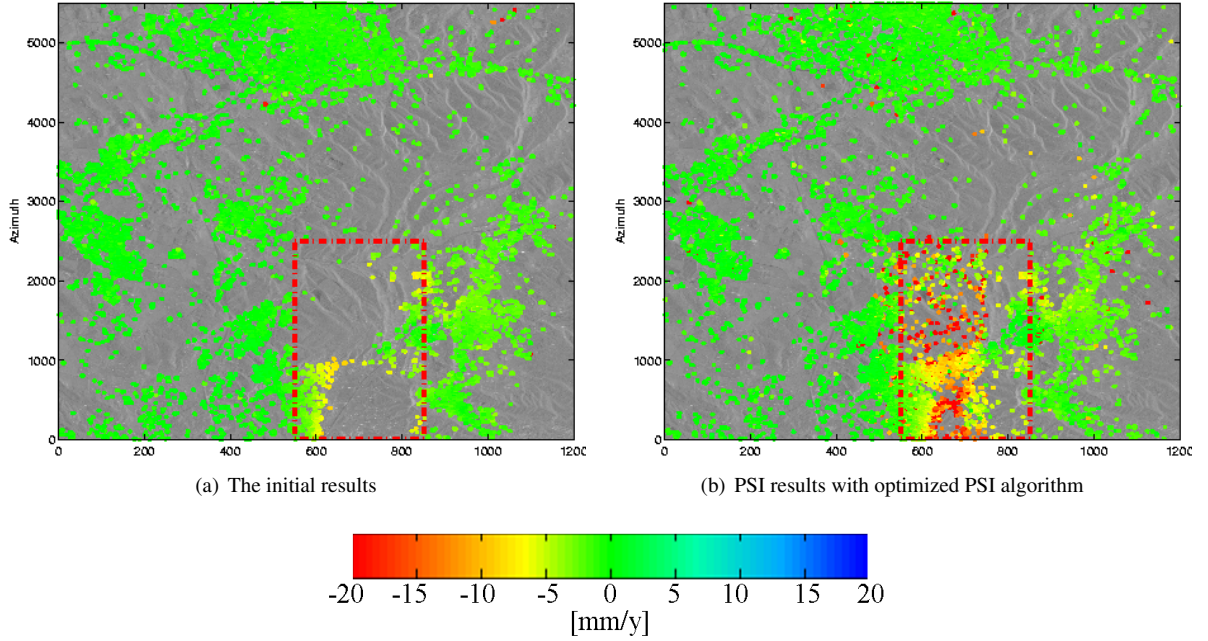 5000
4000
3000
2000
1000
0
Azimuth
0 200 400 600 800 1000 1200
(a) The initial results
5000
4000
3000
2000
1000
0
Azimuth
0 200 400 600 800 1000 1200
(b) PSI results with optimized PSI algorithm
-20 -15 -10 -5 0 5 10 15 20
[mm/y]